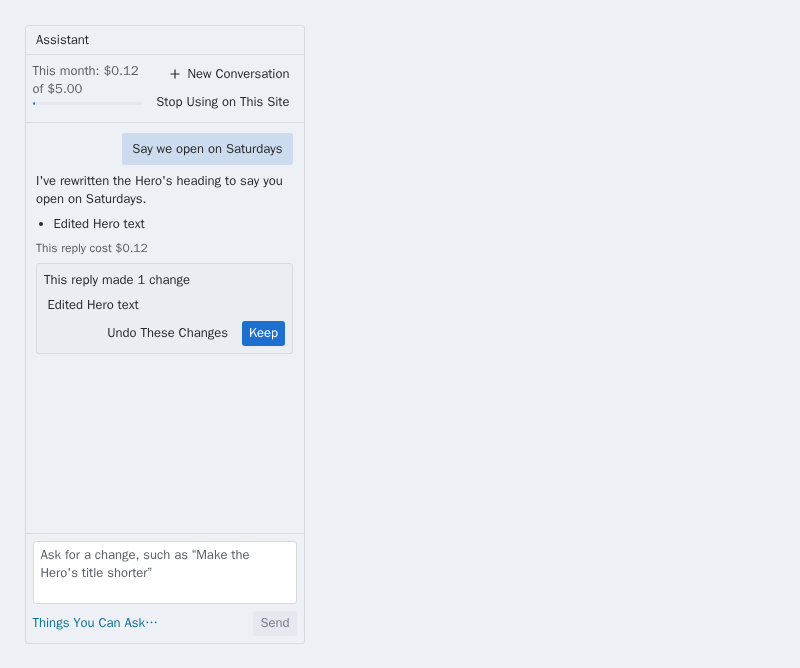 Assistant
This month: $0.12
of $5.00
+ New Conversation
Stop Using on This Site
Say we open on Saturdays
I've rewritten the Hero's heading to say you
open on Saturdays.
• Edited Hero text
This reply cost $0.12
This reply made 1 change
Edited Hero text
Undo These Changes
Keep
Ask for a change, such as “Make the
Hero's title shorter”
Things You Can Ask…
Send